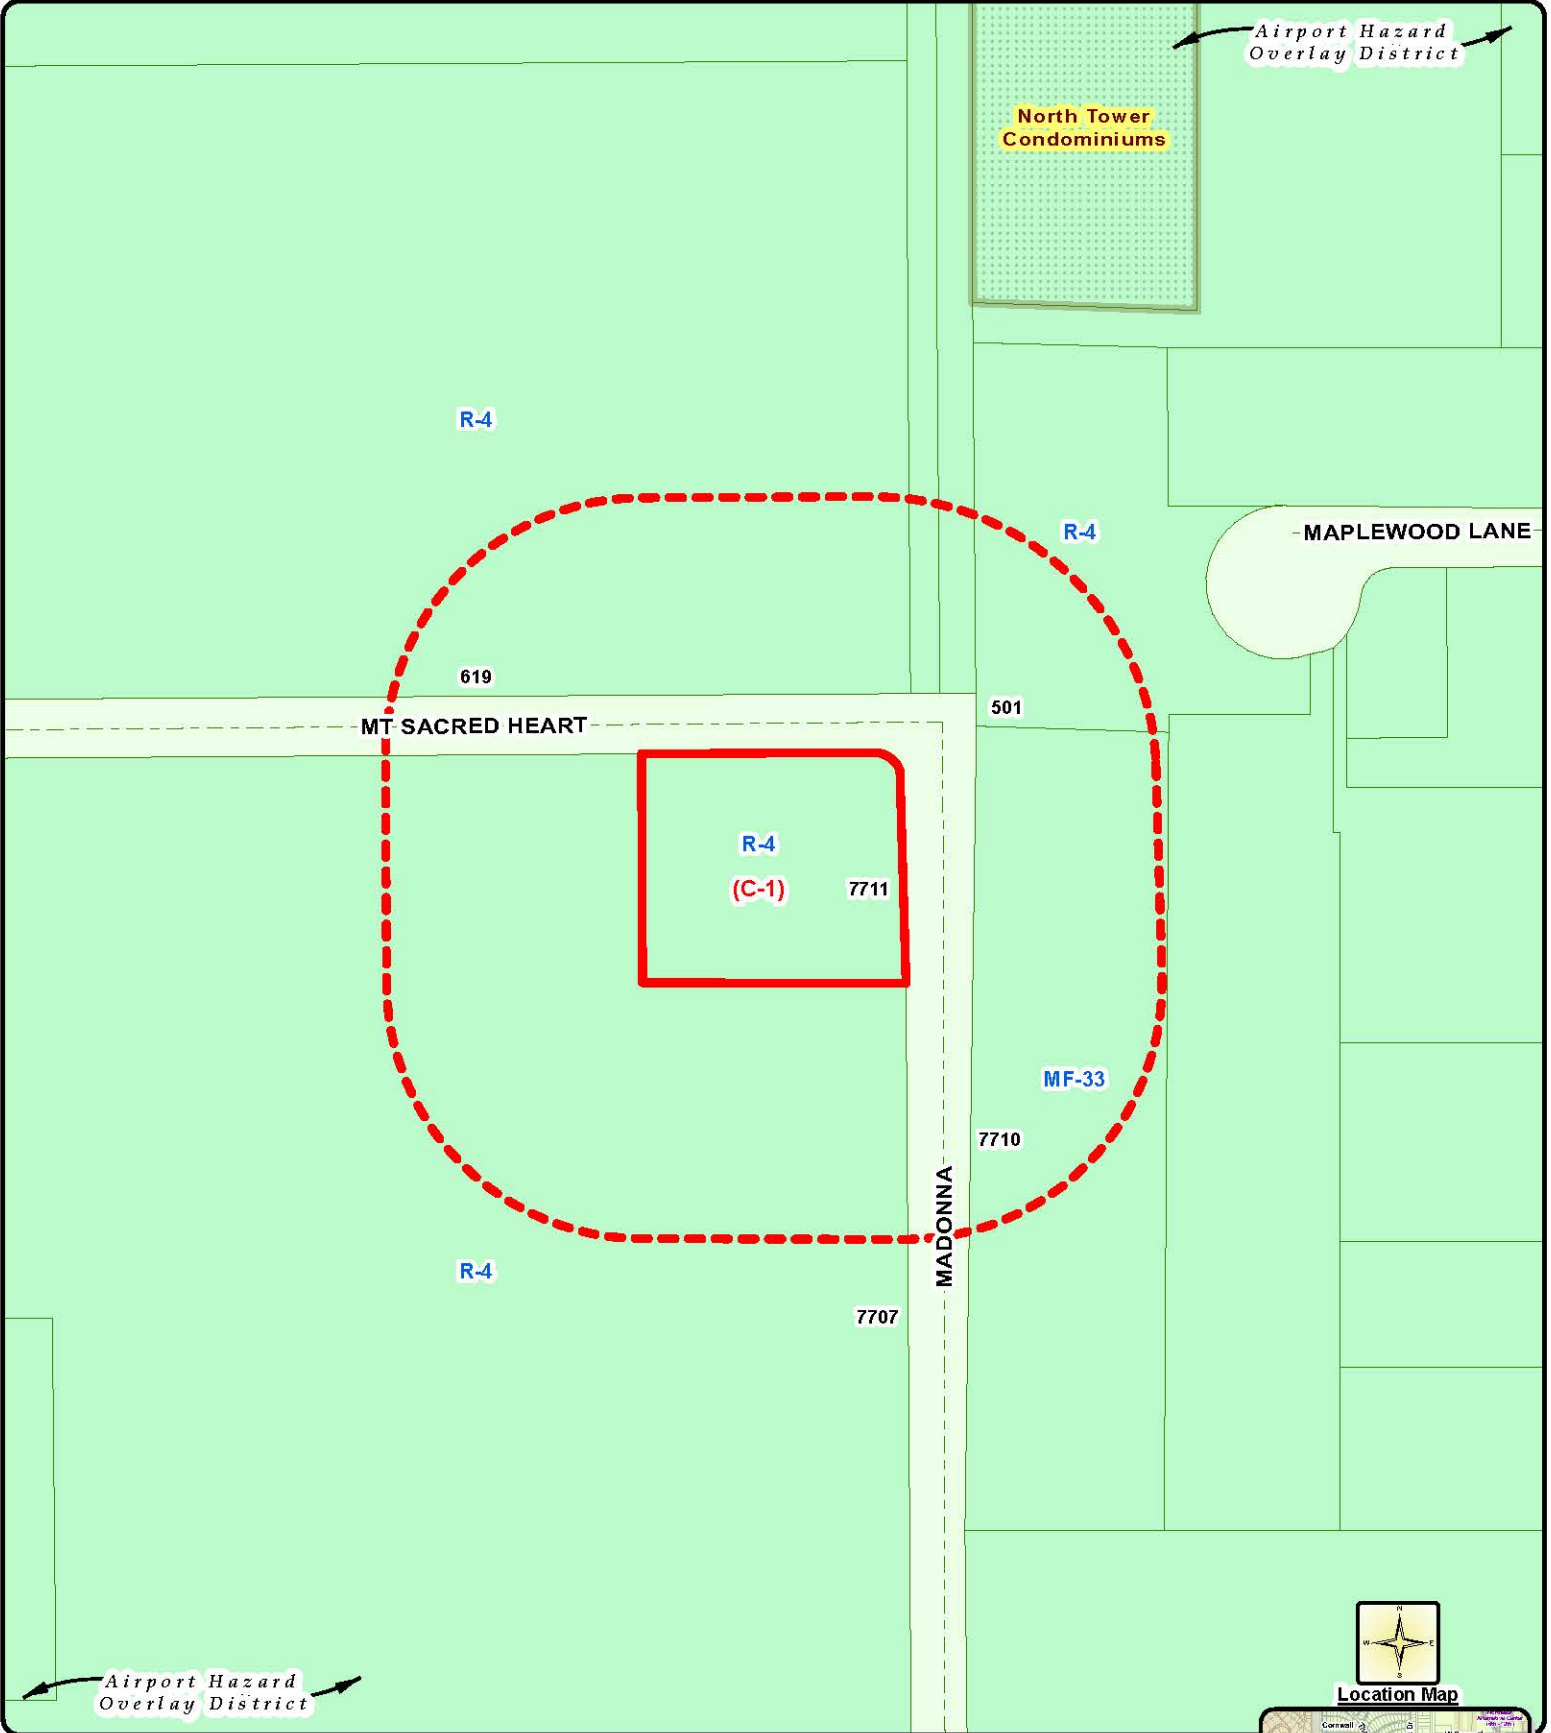 Airport Hazard
Overlay District
North Tower
Condominiums
R-4
R-4
MAPLEWOOD LANE
619
501
MT SACRED HEART
R-4
(C-1)
7711
MF-33
7710
MADONNA
R-4
7707
N
W E
S
Airport Hazard
Overlay District
Location Map
Cornwall